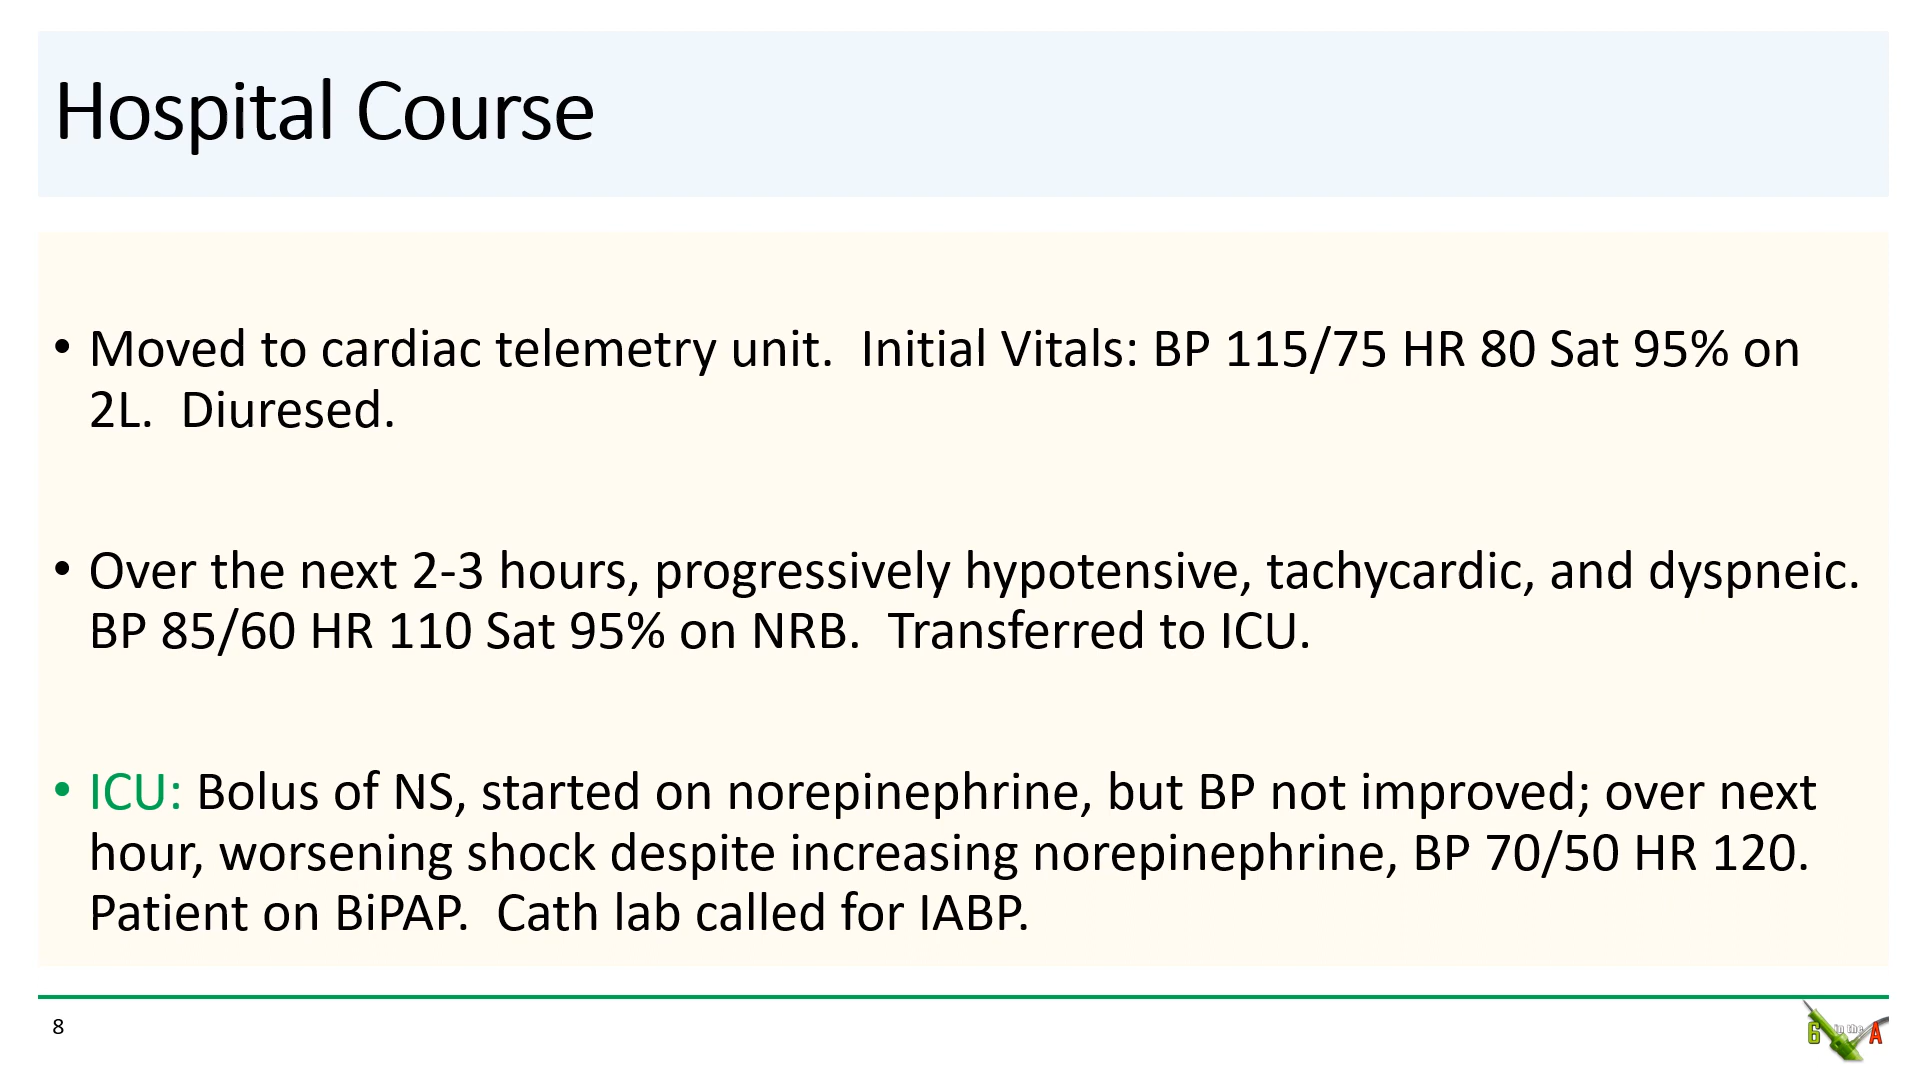 Hospital Course
• Moved to cardiac telemetry unit.  Initial Vitals: BP 115/75 HR 80 Sat 95% on
2L.  Diuresed.
• Over the next 2-3 hours, progressively hypotensive, tachycardic, and dyspneic.
BP 85/60 HR 110 Sat 95% on NRB.  Transferred to ICU.
• ICU: Bolus of NS, started on norepinephrine, but BP not improved; over next
hour, worsening shock despite increasing norepinephrine, BP 70/50 HR 120.
Patient on BiPAP.  Cath lab called for IABP.
8
6 in the A